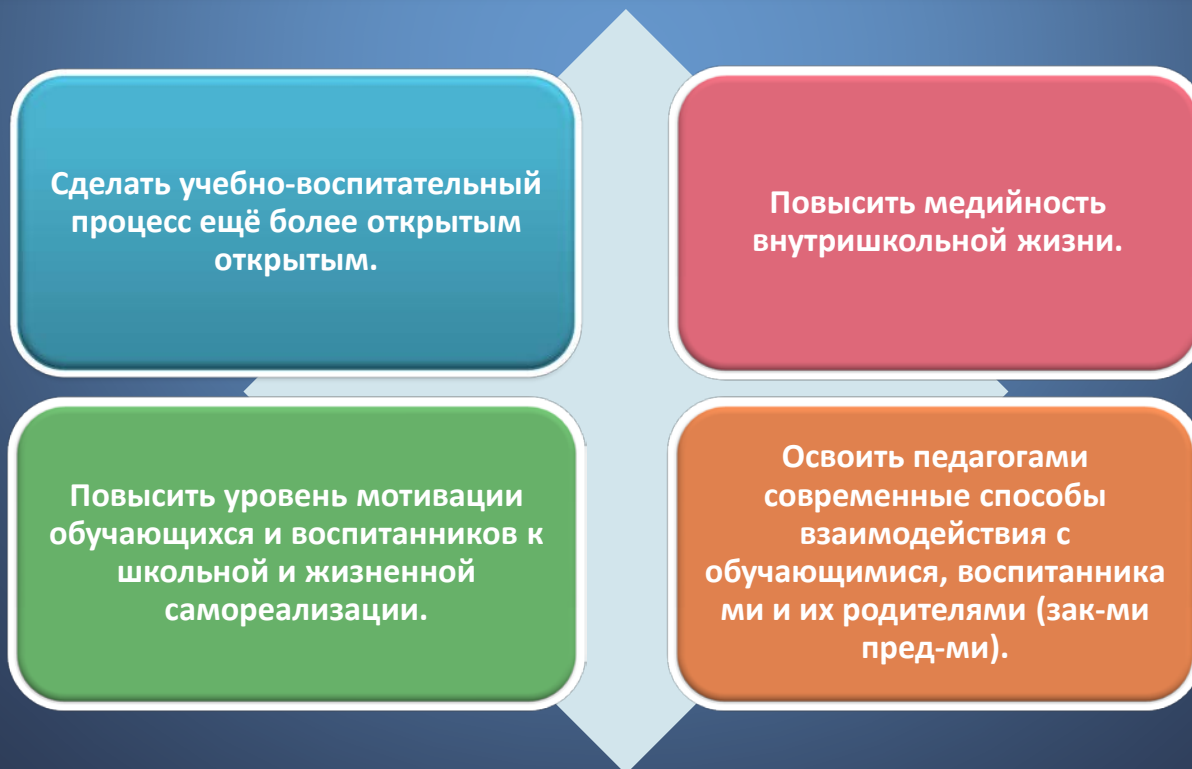 Сделать учебно-воспитательный
процесс ещё более открытым
открытым.
Повысить медийность
внутришкольной жизни.
Повысить уровень мотивации
обучающихся и воспитанников к
школьной и жизненной
самореализации.
Освоить педагогами
современные способы
взаимодействия с
обучающимися, воспитанника
ми и их родителями (зак-ми
пред-ми).